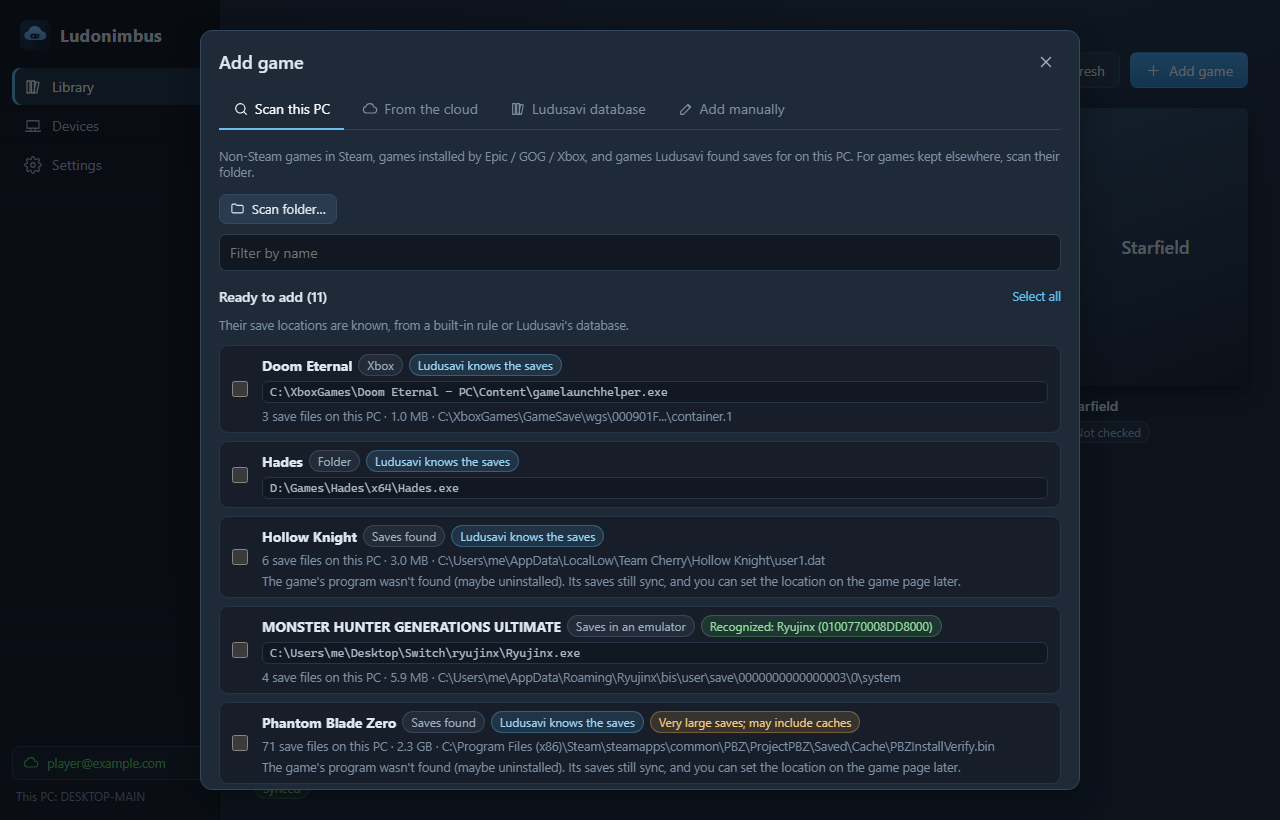 Ludonimbus
Library
Devices
Settings
player@example.com
This PC: DESKTOP-MAIN
Add game
Scan this PC
From the cloud
Ludusavi database
Add manually
Non-Steam games in Steam, games installed by Epic / GOG / Xbox, and games Ludusavi found saves for on this PC. For games kept elsewhere, scan their
folder.
Scan folder...
Filter by name
Ready to add (11)
Select all
Their save locations are known, from a built-in rule or Ludusavi's database.
Doom Eternal Xbox Ludusavi knows the saves
C:\XboxGames\Doom Eternal - PC\Content\gamelaunchhelper.exe
3 save files on this PC · 1.0 MB · C:\XboxGames\GameSave\wgs\000901F...\container.1
Hades Folder Ludusavi knows the saves
D:\Games\Hades\x64\Hades.exe
Hollow Knight Saves found Ludusavi knows the saves
6 save files on this PC · 3.0 MB · C:\Users\me\AppData\LocalLow\Team Cherry\Hollow Knight\user1.dat
The game's program wasn't found (maybe uninstalled). Its saves still sync, and you can set the location on the game page later.
MONSTER HUNTER GENERATIONS ULTIMATE Saves in an emulator Recognized: Ryujinx (0100770008DD8000)
C:\Users\me\Desktop\Switch\ryujinx\Ryujinx.exe
4 save files on this PC · 5.9 MB · C:\Users\me\AppData\Roaming\Ryujinx\bis\user\save\0000000000000003\0\system
Phantom Blade Zero Saves found Ludusavi knows the saves Very large saves; may include caches
71 save files on this PC · 2.3 GB · C:\Program Files (x86)\Steam\steamapps\common\PBZ\ProjectPBZ\Saved\Cache\PBZInstallVerify.bin
The game's program wasn't found (maybe uninstalled). Its saves still sync, and you can set the location on the game page later.
resh
Add game
Starfield
arfield
Not checked
Synced